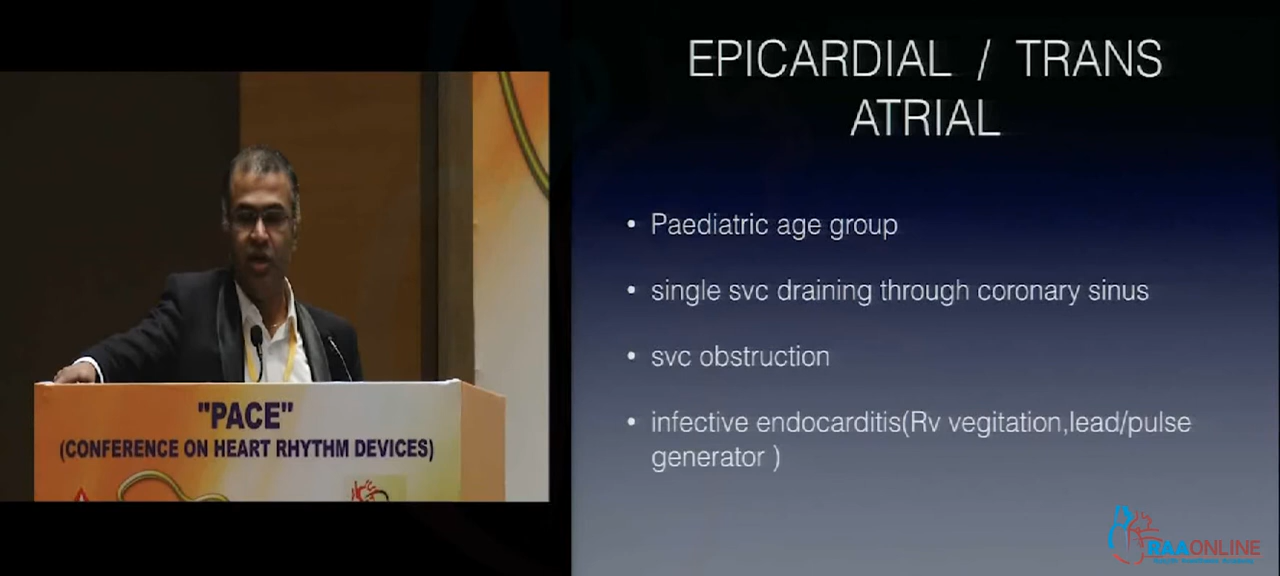 EPICARDIAL / TRANS
ATRIAL
• Paediatric age group
• single svc draining through coronary sinus
• svc obstruction
• infective endocarditis(Rv vegitation,lead/pulse
generator )
"PACE"
(CONFERENCE ON HEART RHYTHM DEVICES)
RAAONLINE